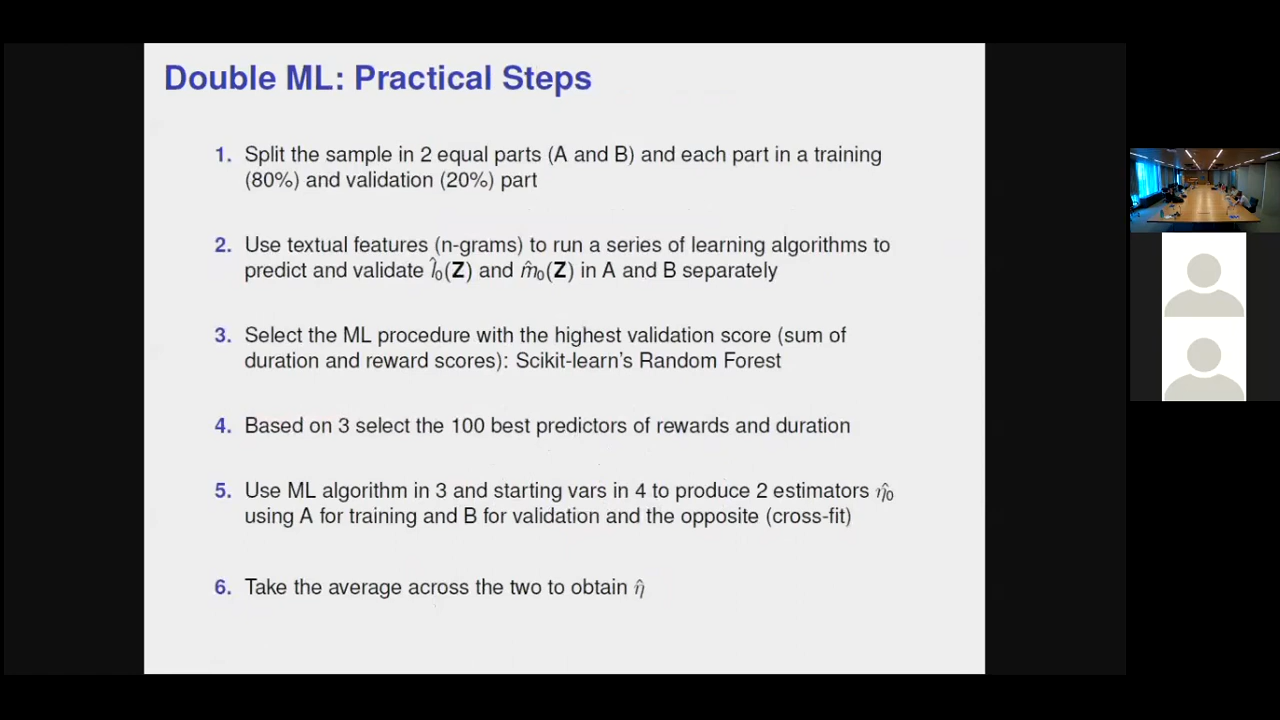 Double ML: Practical Steps
1. Split the sample in 2 equal parts (A and B) and each part in a training
(80%) and validation (20%) part
2. Use textual features (n-grams) to run a series of learning algorithms to
predict and validate l̂₀(Z) and m̂₀(Z) in A and B separately
3. Select the ML procedure with the highest validation score (sum of
duration and reward scores): Scikit-learn's Random Forest
4. Based on 3 select the 100 best predictors of rewards and duration
5. Use ML algorithm in 3 and starting vars in 4 to produce 2 estimators η̂₀
using A for training and B for validation and the opposite (cross-fit)
6. Take the average across the two to obtain η̂